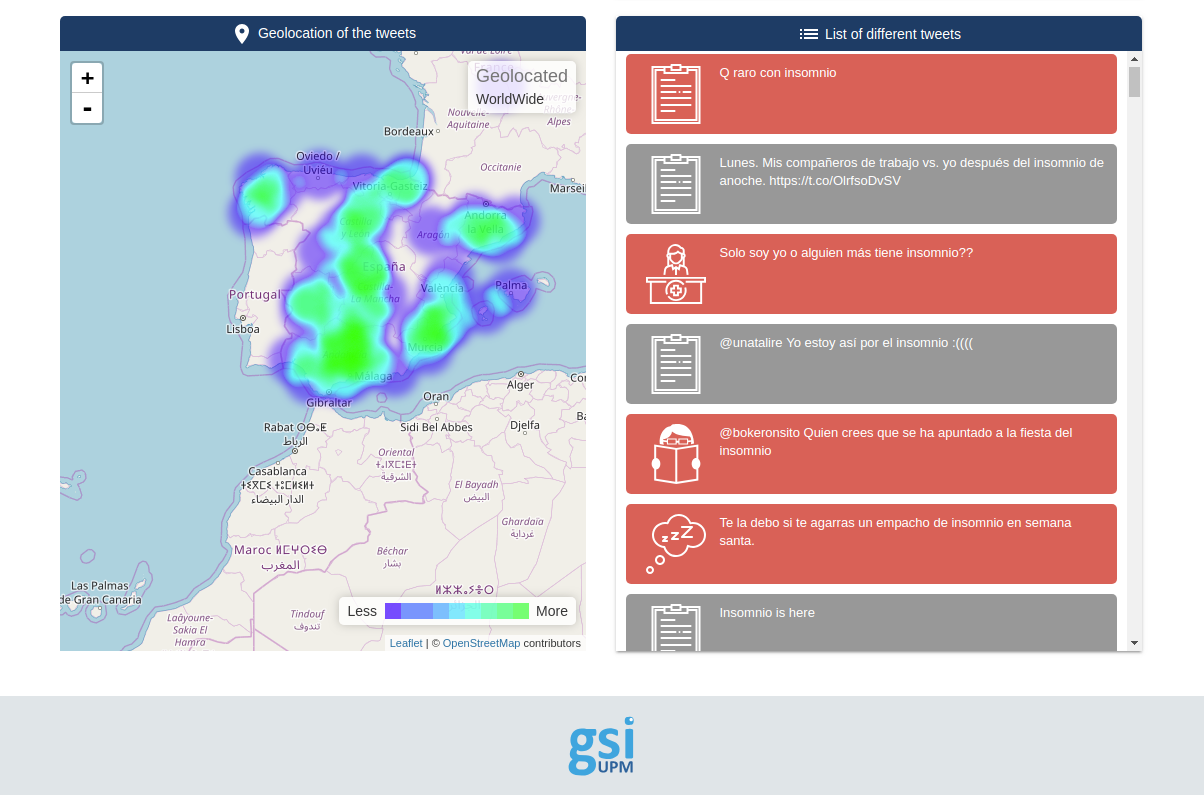 Geolocation of the tweets
+
-
Val de Loire
France
Geolocated
WorldWide
Nouvelle-
Aquitaine
Auvergne-
Rhône-
Alpes
Bordeaux
Occitanie
Marsei
Oviedo /
Uviéu
Vitoria-Gasteiz
Castilla
y León
Aragón
Andorra
la Vella
España
Castilla-
La Mancha
València
Palma
Portugal
Lisboa
Murcia
Málaga
Gibraltar
Alger
Oran
Sidi Bel Abbes
Djelfa
Rabat ⵔⴱⴰⵟ
الرباط
Casablanca
الدار البيضاء
Oriental
الشرقية
El Bayadh
البيض
Ghardaïa
غرداية
Maroc ⵍⵎⵖⵔⵉⴱ
المغرب
Béchar
بشار
Las Palmas
de Gran Canaria
Laâyoune-
Sakia El
Hamra
Tindouf
تندوف
Less
More
Leaflet | © OpenStreetMap contributors
List of different tweets
Q raro con insomnio
Lunes. Mis compañeros de trabajo vs. yo después del insomnio de
anoche. https://t.co/OlrfsoDvSV
Solo soy yo o alguien más tiene insomnio??
@unatalire Yo estoy así por el insomnio :((((
@bokeronsito Quien crees que se ha apuntado a la fiesta del
insomnio
zzZ
Te la debo si te agarras un empacho de insomnio en semana
santa.
Insomnio is here
gsi
UPM